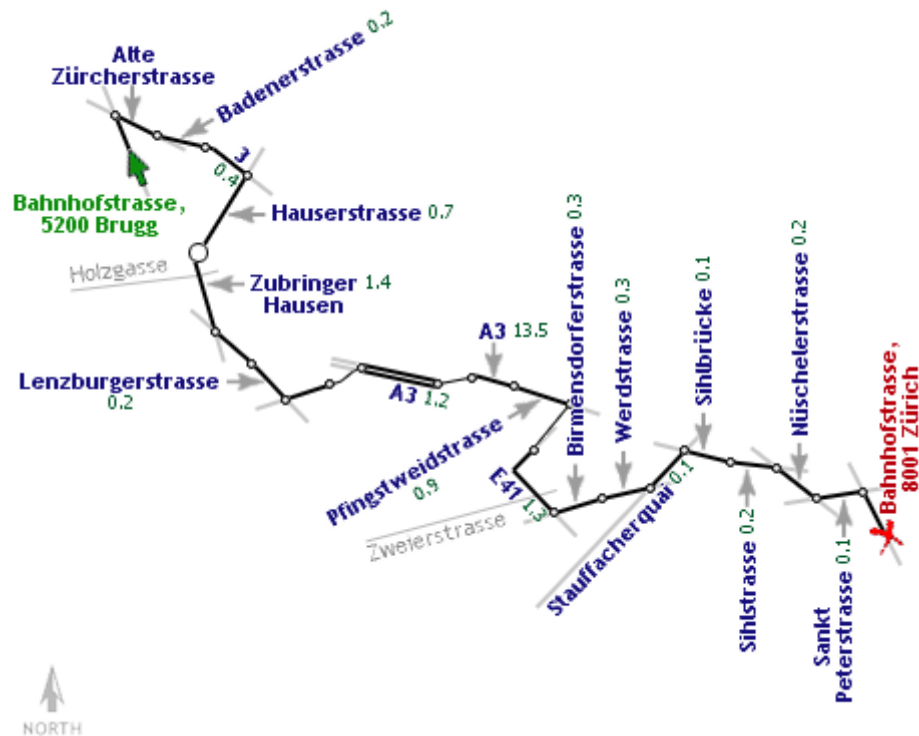 Alte
Zürcherstrasse
Badenerstrasse 0.2
3
0.4
Bahnhofstrasse,
5200 Brugg
Hauserstrasse 0.7
Holzgasse
Zubringer 1.4
Hausen
Lenzburgerstrasse
0.2
A3 1.2
A3 13.5
Pfingstweidstrasse
0.9
E41 1.3
Zweierstrasse
Birmensdorferstrasse 0.3
Werdstrasse 0.3
Stauffacherquai 0.1
Sihlbrücke 0.1
Sihlstrasse 0.2
Nüschelerstrasse 0.2
Sankt
Peterstrasse 0.1
Bahnhofstrasse,
8001 Zürich
NORTH